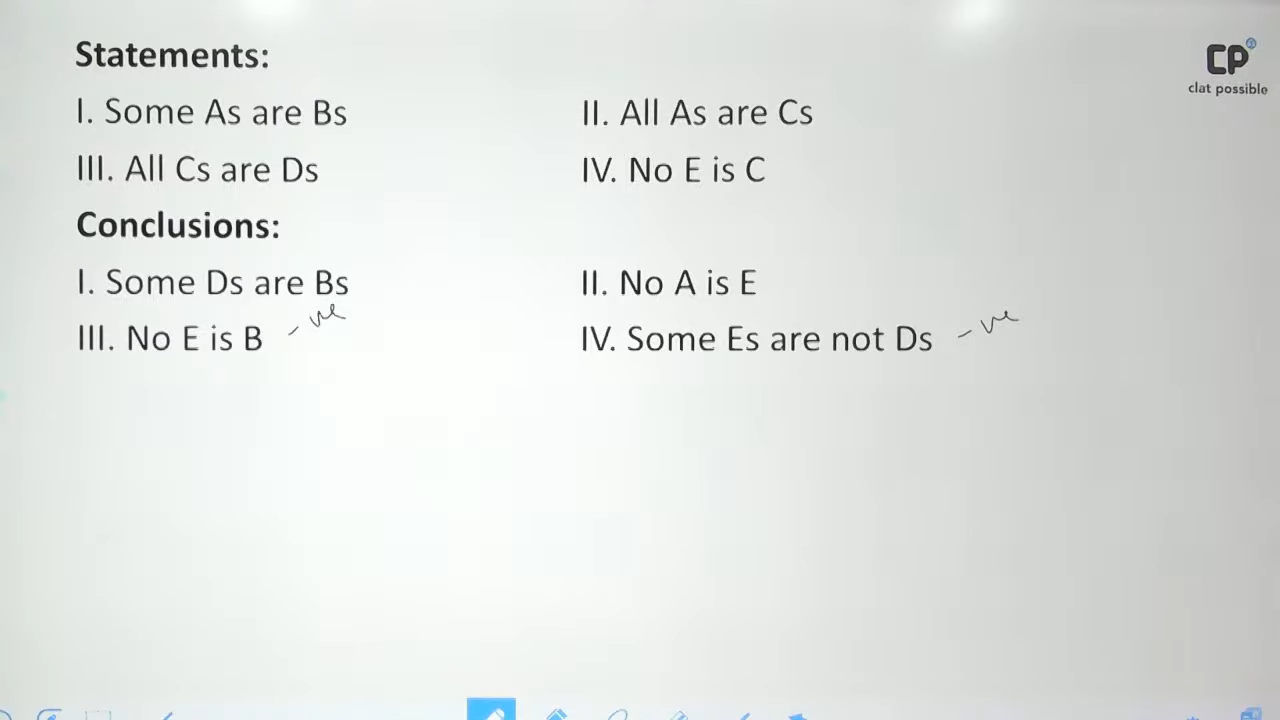 Statements:
I. Some As are Bs II. All As are Cs
III. All Cs are Ds IV. No E is C
Conclusions:
I. Some Ds are Bs II. No A is E
III. No E is B -ve IV. Some Es are not Ds -ve
CP
clat possible